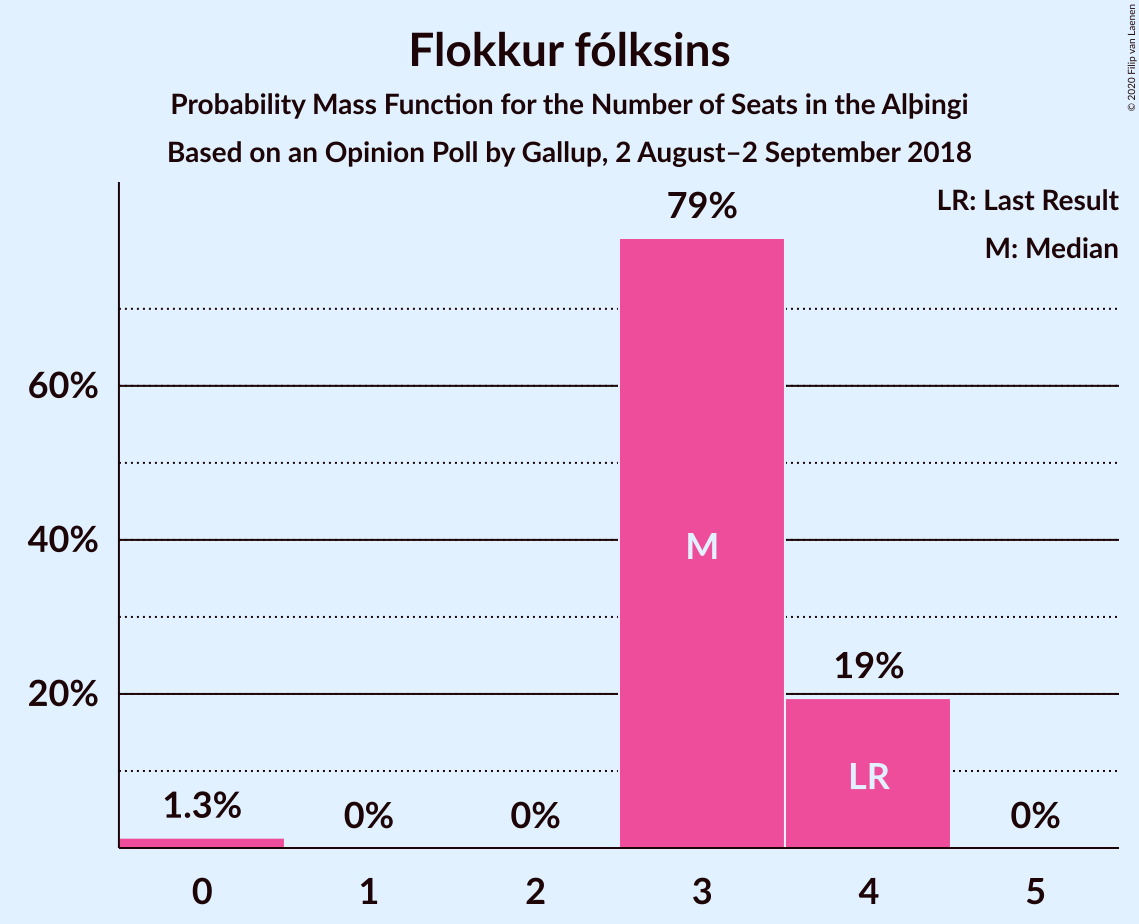 Flokkur fólksins
Probability Mass Function for the Number of Seats in the Alþingi
Based on an Opinion Poll by Gallup, 2 August–2 September 2018
© 2020 Filip van Laenen
LR: Last Result
M: Median
79%
60%
40%
20%
M
19%
LR
1.3%
0%
0%
0%
0 1 2 3 4 5